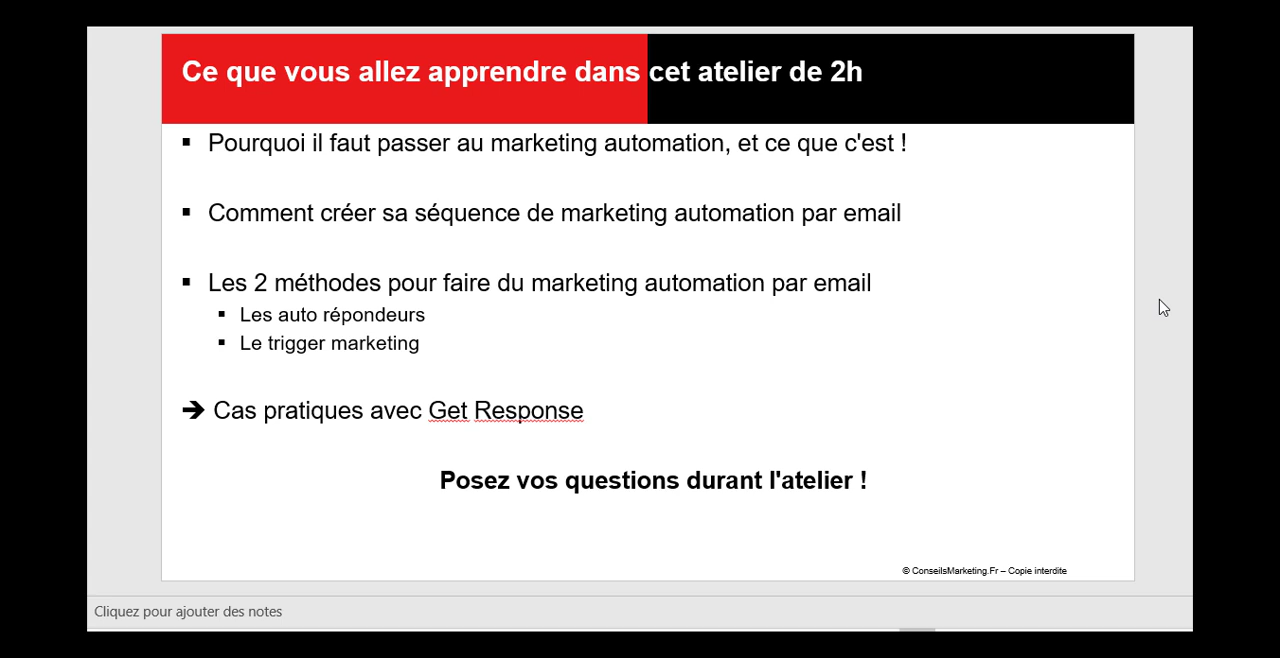 Ce que vous allez apprendre dans cet atelier de 2h
▪ Pourquoi il faut passer au marketing automation, et ce que c'est !
▪ Comment créer sa séquence de marketing automation par email
▪ Les 2 méthodes pour faire du marketing automation par email
▪ Les auto répondeurs
▪ Le trigger marketing
➔ Cas pratiques avec Get Response
Posez vos questions durant l'atelier !
© ConseilsMarketing.Fr – Copie interdite
Cliquez pour ajouter des notes